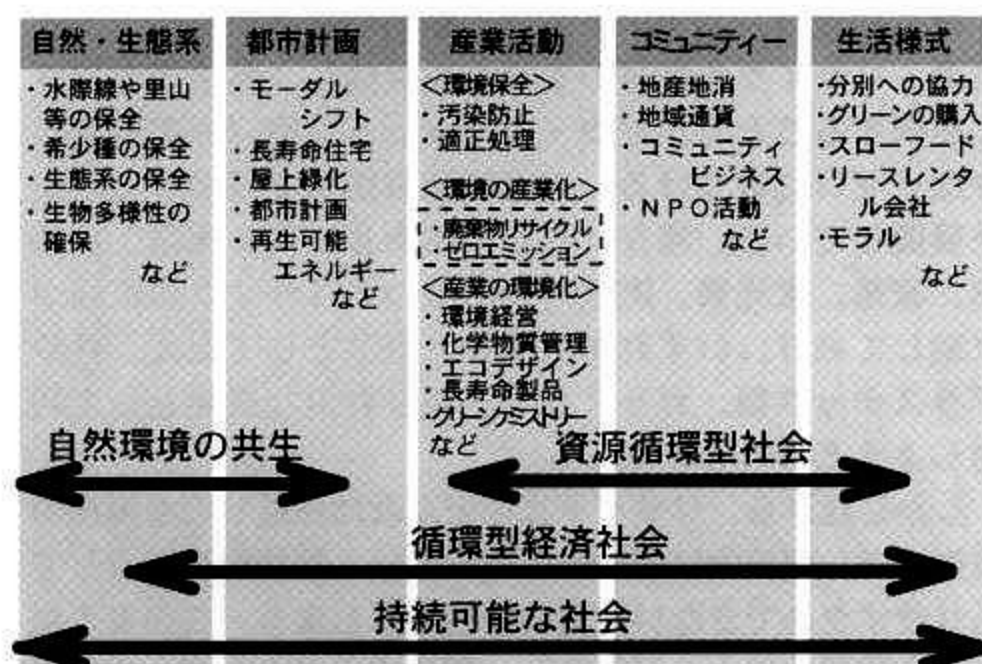 自然・生態系
・水際線や里山
等の保全
・希少種の保全
・生態系の保全
・生物多様性の
確保
など
都市計画
・モーダル
シフト
・長寿命住宅
・屋上緑化
・都市計画
・再生可能
エネルギー
など
産業活動
<環境保全>
・汚染防止
・適正処理
<環境の産業化>
・廃棄物リサイクル
・ゼロエミッション
<産業の環境化>
・環境経営
・化学物質管理
・エコデザイン
・長寿命製品
・グリーンケミストリー
など
コミュニティー
・地産地消
・地域通貨
・コミュニティ
ビジネス
・NPO活動
など
生活様式
・分別への協力
・グリーンの購入
・スローフード
・リースレンタ
ル会社
・モラル
など
自然環境の共生
資源循環型社会
循環型経済社会
持続可能な社会